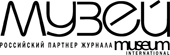 музей
РОССИЙСКИЙ ПАРТНЕР ЖУРНАЛА museum
INTERNATIONAL